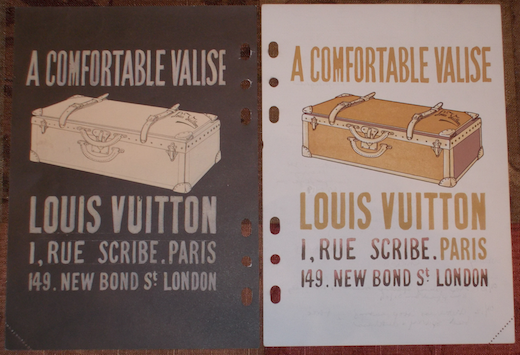 A COMFORTABLE VALISE
LOUIS VUITTON
1, RUE SCRIBE. PARIS
149. NEW BOND St LONDON
A COMFORTABLE VALISE
LOUIS VUITTON
1, RUE SCRIBE. PARIS
149. NEW BOND St LONDON